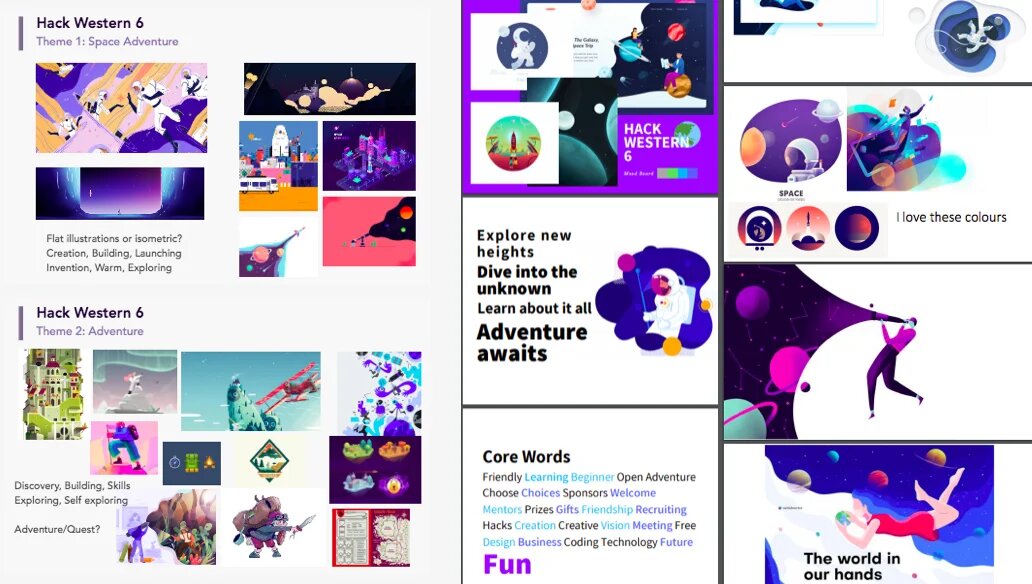 Hack Western 6
Theme 1: Space Adventure
Flat illustrations or isometric?
Creation, Building, Launching
Invention, Warm, Exploring
Hack Western 6
Theme 2: Adventure
Discovery, Building, Skills
Exploring, Self exploring
Adventure/Quest?
The Galaxy,
Space Trip
HACK
WESTERN
6
Mood Board
Explore new
heights
Dive into the
unknown
Learn about it all
Adventure
awaits
Core Words
Friendly Learning Beginner Open Adventure
Choose Choices Sponsors Welcome
Mentors Prizes Gifts Friendship Recruiting
Hacks Creation Creative Vision Meeting Free
Design Business Coding Technology Future
Fun
SPACE
I love these colours
The world in
our hands